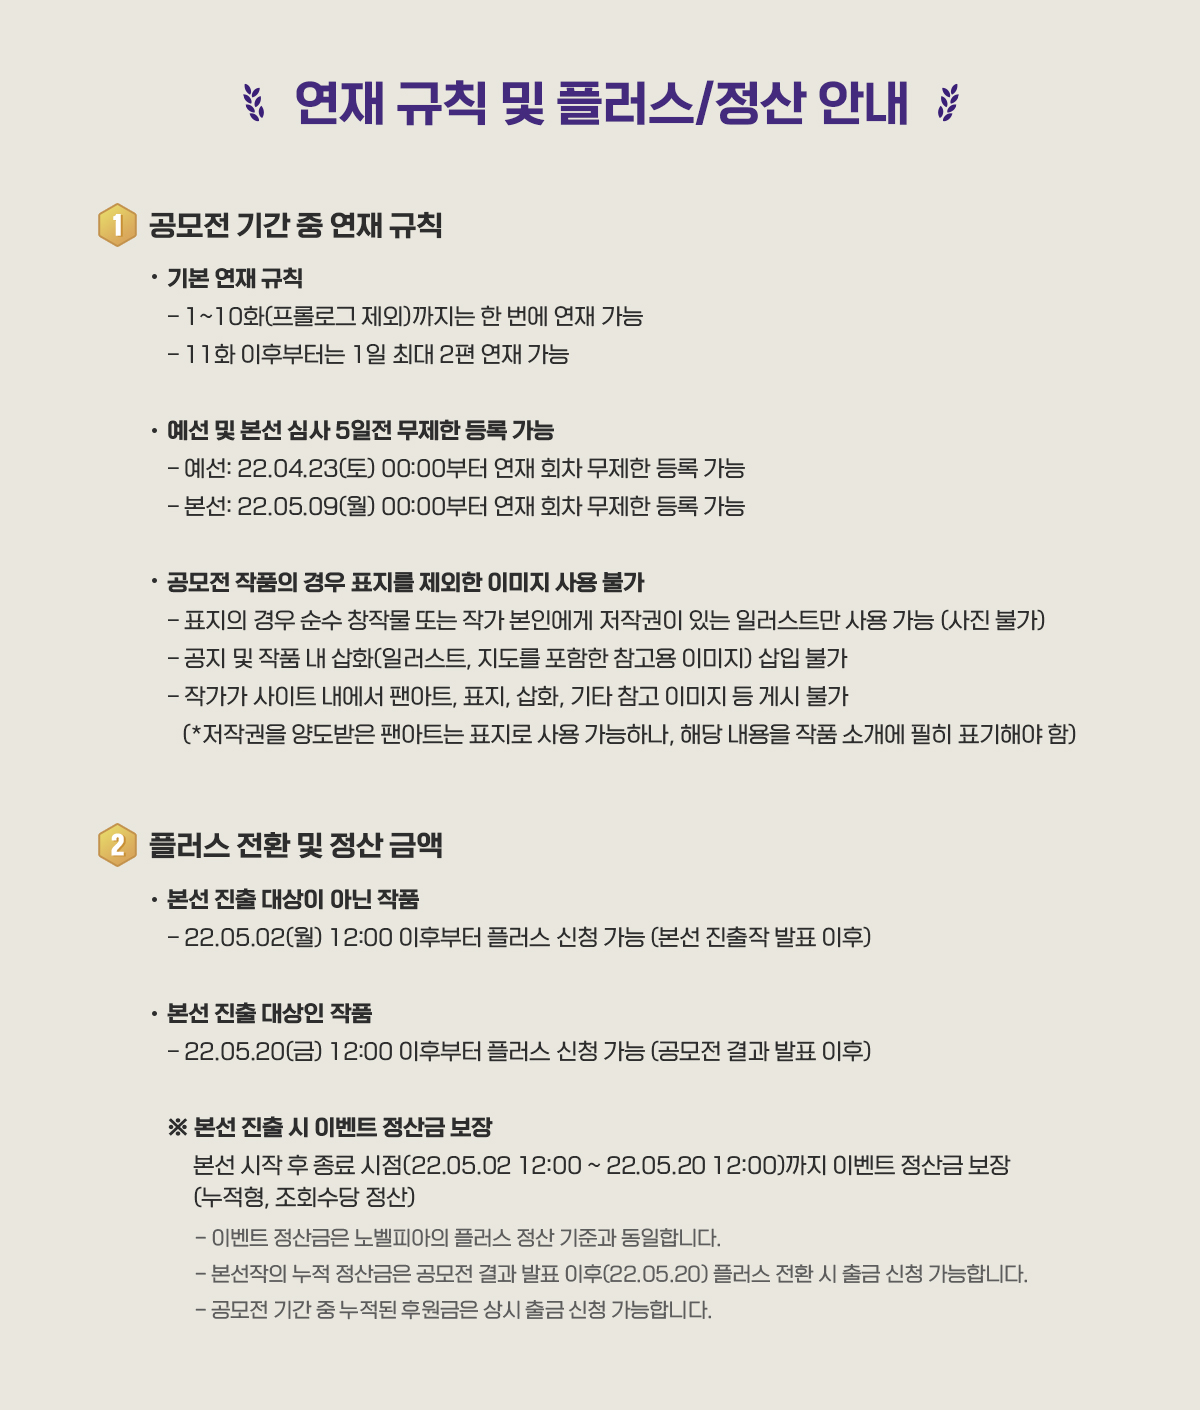 연재 규칙 및 플러스/정산 안내
1 공모전 기간 중 연재 규칙
· 기본 연재 규칙
– 1~10화(프롤로그 제외)까지는 한 번에 연재 가능
– 11화 이후부터는 1일 최대 2편 연재 가능
· 예선 및 본선 심사 5일전 무제한 등록 가능
– 예선: 22.04.23(토) 00:00부터 연재 회차 무제한 등록 가능
– 본선: 22.05.09(월) 00:00부터 연재 회차 무제한 등록 가능
· 공모전 작품의 경우 표지를 제외한 이미지 사용 불가
– 표지의 경우 순수 창작물 또는 작가 본인에게 저작권이 있는 일러스트만 사용 가능 (사진 불가)
– 공지 및 작품 내 삽화(일러스트, 지도를 포함한 참고용 이미지) 삽입 불가
– 작가가 사이트 내에서 팬아트, 표지, 삽화, 기타 참고 이미지 등 게시 불가
(*저작권을 양도받은 팬아트는 표지로 사용 가능하나, 해당 내용을 작품 소개에 필히 표기해야 함)
2 플러스 전환 및 정산 금액
· 본선 진출 대상이 아닌 작품
– 22.05.02(월) 12:00 이후부터 플러스 신청 가능 (본선 진출작 발표 이후)
· 본선 진출 대상인 작품
– 22.05.20(금) 12:00 이후부터 플러스 신청 가능 (공모전 결과 발표 이후)
※ 본선 진출 시 이벤트 정산금 보장
본선 시작 후 종료 시점(22.05.02 12:00 ~ 22.05.20 12:00)까지 이벤트 정산금 보장
(누적형, 조회수당 정산)
– 이벤트 정산금은 노벨피아의 플러스 정산 기준과 동일합니다.
– 본선작의 누적 정산금은 공모전 결과 발표 이후(22.05.20) 플러스 전환 시 출금 신청 가능합니다.
– 공모전 기간 중 누적된 후원금은 상시 출금 신청 가능합니다.